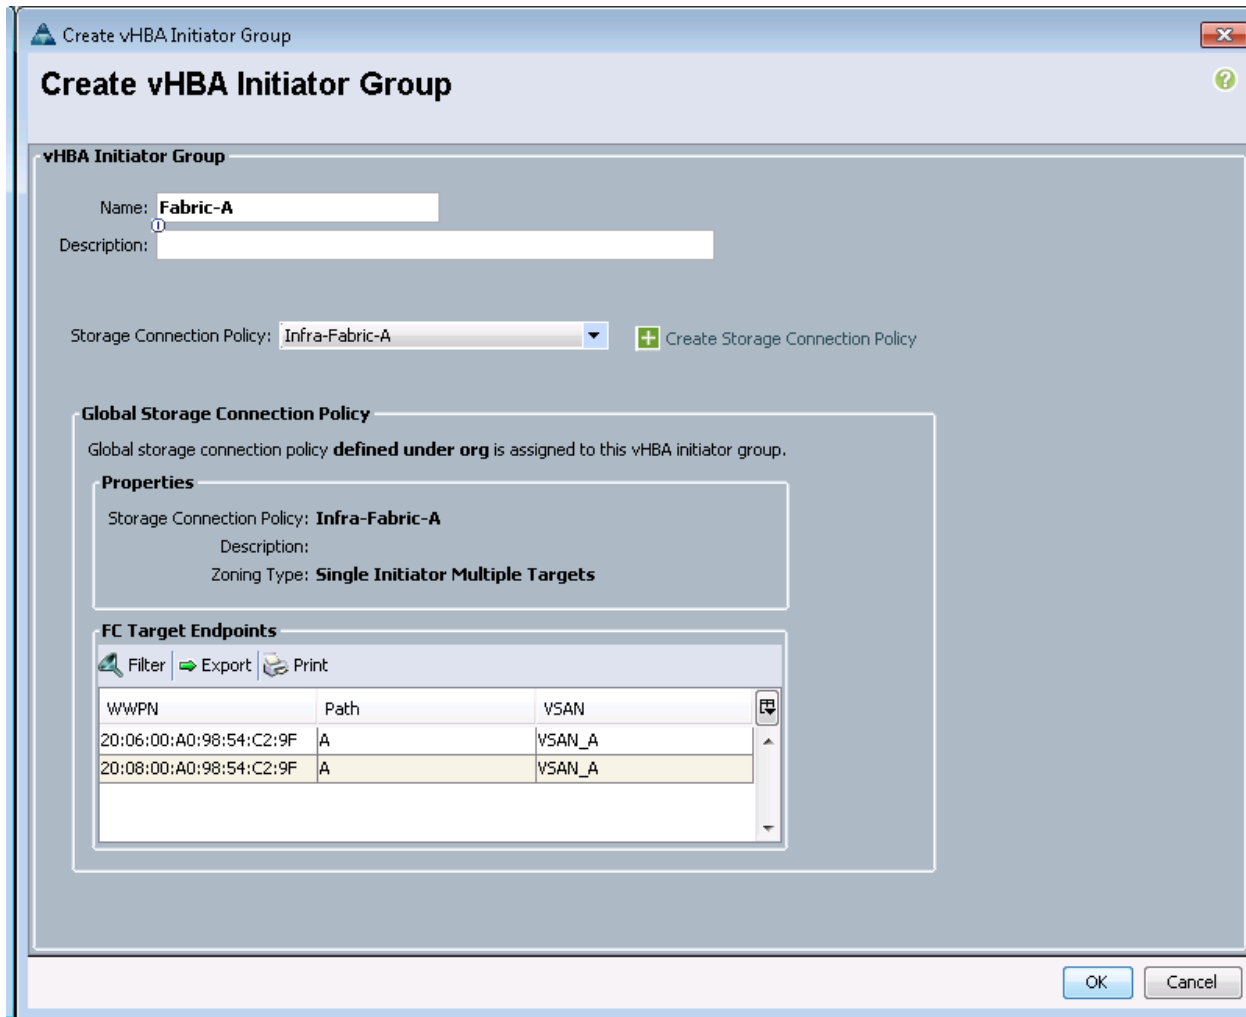 Create vHBA Initiator Group
Create vHBA Initiator Group
vHBA Initiator Group
Name: Fabric-A
Description:
Storage Connection Policy: Infra-Fabric-A
Create Storage Connection Policy
Global Storage Connection Policy
Global storage connection policy defined under org is assigned to this vHBA initiator group.
Properties
Storage Connection Policy: Infra-Fabric-A
Description:
Zoning Type: Single Initiator Multiple Targets
FC Target Endpoints
Filter Export Print
WWPN Path VSAN
20:06:00:A0:98:54:C2:9F A VSAN_A
20:08:00:A0:98:54:C2:9F A VSAN_A
OK Cancel